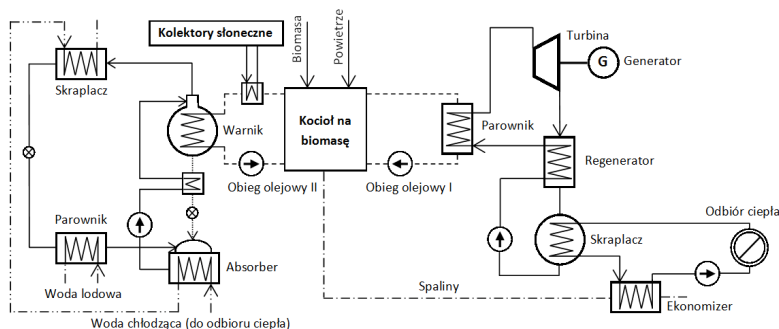 Kolektory słoneczne
Biomasa
Powietrze
Turbina
G
Generator
Skraplacz
Warnik
Kocioł na
biomasę
Parownik
Regenerator
Obieg olejowy II
Obieg olejowy I
Parownik
Odbiór ciepła
Skraplacz
Absorber
Woda lodowa
Spaliny
Ekonomizer
Woda chłodząca (do odbioru ciepła)